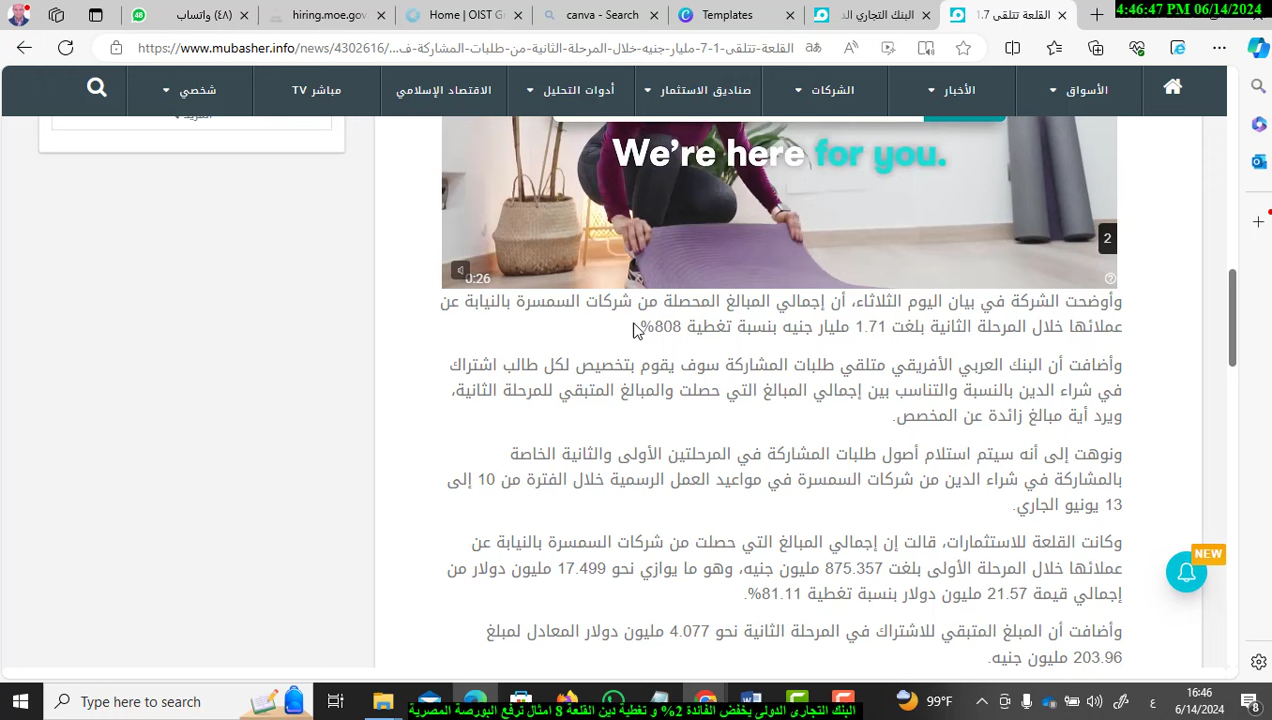 4:46:47 PM 06/14/2024
(٤٨) واتساب
hiring.moe.gov.
Home | OIST Gr
canva - Search
Templates
البنك التجاري الد
القلعة تتلقى 1.7
48
https://www.mubasher.info/news/4302616/القلعة-تتلقى-1-7-مليار-جنيه-خلال-المرحلة-الثانية-من-طلبات-المشاركة-ف...
الأسواق
الأخبار
الشركات
صناديق الاستثمار
أدوات التحليل
الاقتصاد الإسلامي
مباشر TV
شخصي
المزيد
We're here for you.
2
0:26
وأوضحت الشركة في بيان اليوم الثلاثاء، أن إجمالي المبالغ المحصلة من شركات السمسرة بالنيابة عن
عملائها خلال المرحلة الثانية بلغت 1.71 مليار جنيه بنسبة تغطية 808%.
وأضافت أن البنك العربي الأفريقي متلقي طلبات المشاركة سوف يقوم بتخصيص لكل طالب اشتراك
في شراء الدين بالنسبة والتناسب بين إجمالي المبالغ التي حصلت والمبالغ المتبقي للمرحلة الثانية،
ويرد أية مبالغ زائدة عن المخصص.
ونوهت إلى أنه سيتم استلام أصول طلبات المشاركة في المرحلتين الأولى والثانية الخاصة
بالمشاركة في شراء الدين من شركات السمسرة في مواعيد العمل الرسمية خلال الفترة من 10 إلى
13 يونيو الجاري.
وكانت القلعة للاستثمارات، قالت إن إجمالي المبالغ التي حصلت من شركات السمسرة بالنيابة عن
عملائها خلال المرحلة الأولى بلغت 875.357 مليون جنيه، وهو ما يوازي نحو 17.499 مليون دولار من
إجمالي قيمة 21.57 مليون دولار بنسبة تغطية 81.11%.
NEW
وأضافت أن المبلغ المتبقي للاشتراك في المرحلة الثانية نحو 4.077 مليون دولار المعادل لمبلغ
203.96 مليون جنيه.
Type here to search
99°F
ع
16:46
6/14/2024
8
البنك التجارى الدولى يخفض الفائدة 2% و تغطية دين القلعة 8 امثال ترفع البورصة المصرية